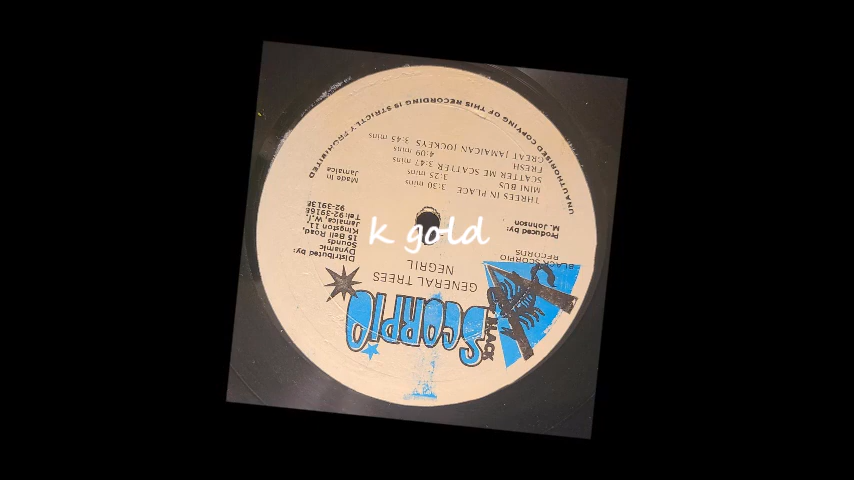 BLACK
SCORPIO
BLACK SCORPIO
RECORDS
GENERAL TREES
NEGRIL
Distributed by:
Dynamic
Sounds
15 Bell Road,
Kingston 11,
Jamaica, W.I.
Tel: 92-3916E
92-3913E
Produced by:
M. Johnson
THREES IN PLACE 3:30 mins
MINI BUS 3:25 mins
SCATTER ME SCATTER 3:47 mins
FRESH 4:09 mins
GREAT JAMAICAN JOCKEYS 3:45 mins
Made In
Jamaica
UNAUTHORISED COPYING OF THIS RECORDING IS STRICTLY PROHIBITED
k gold